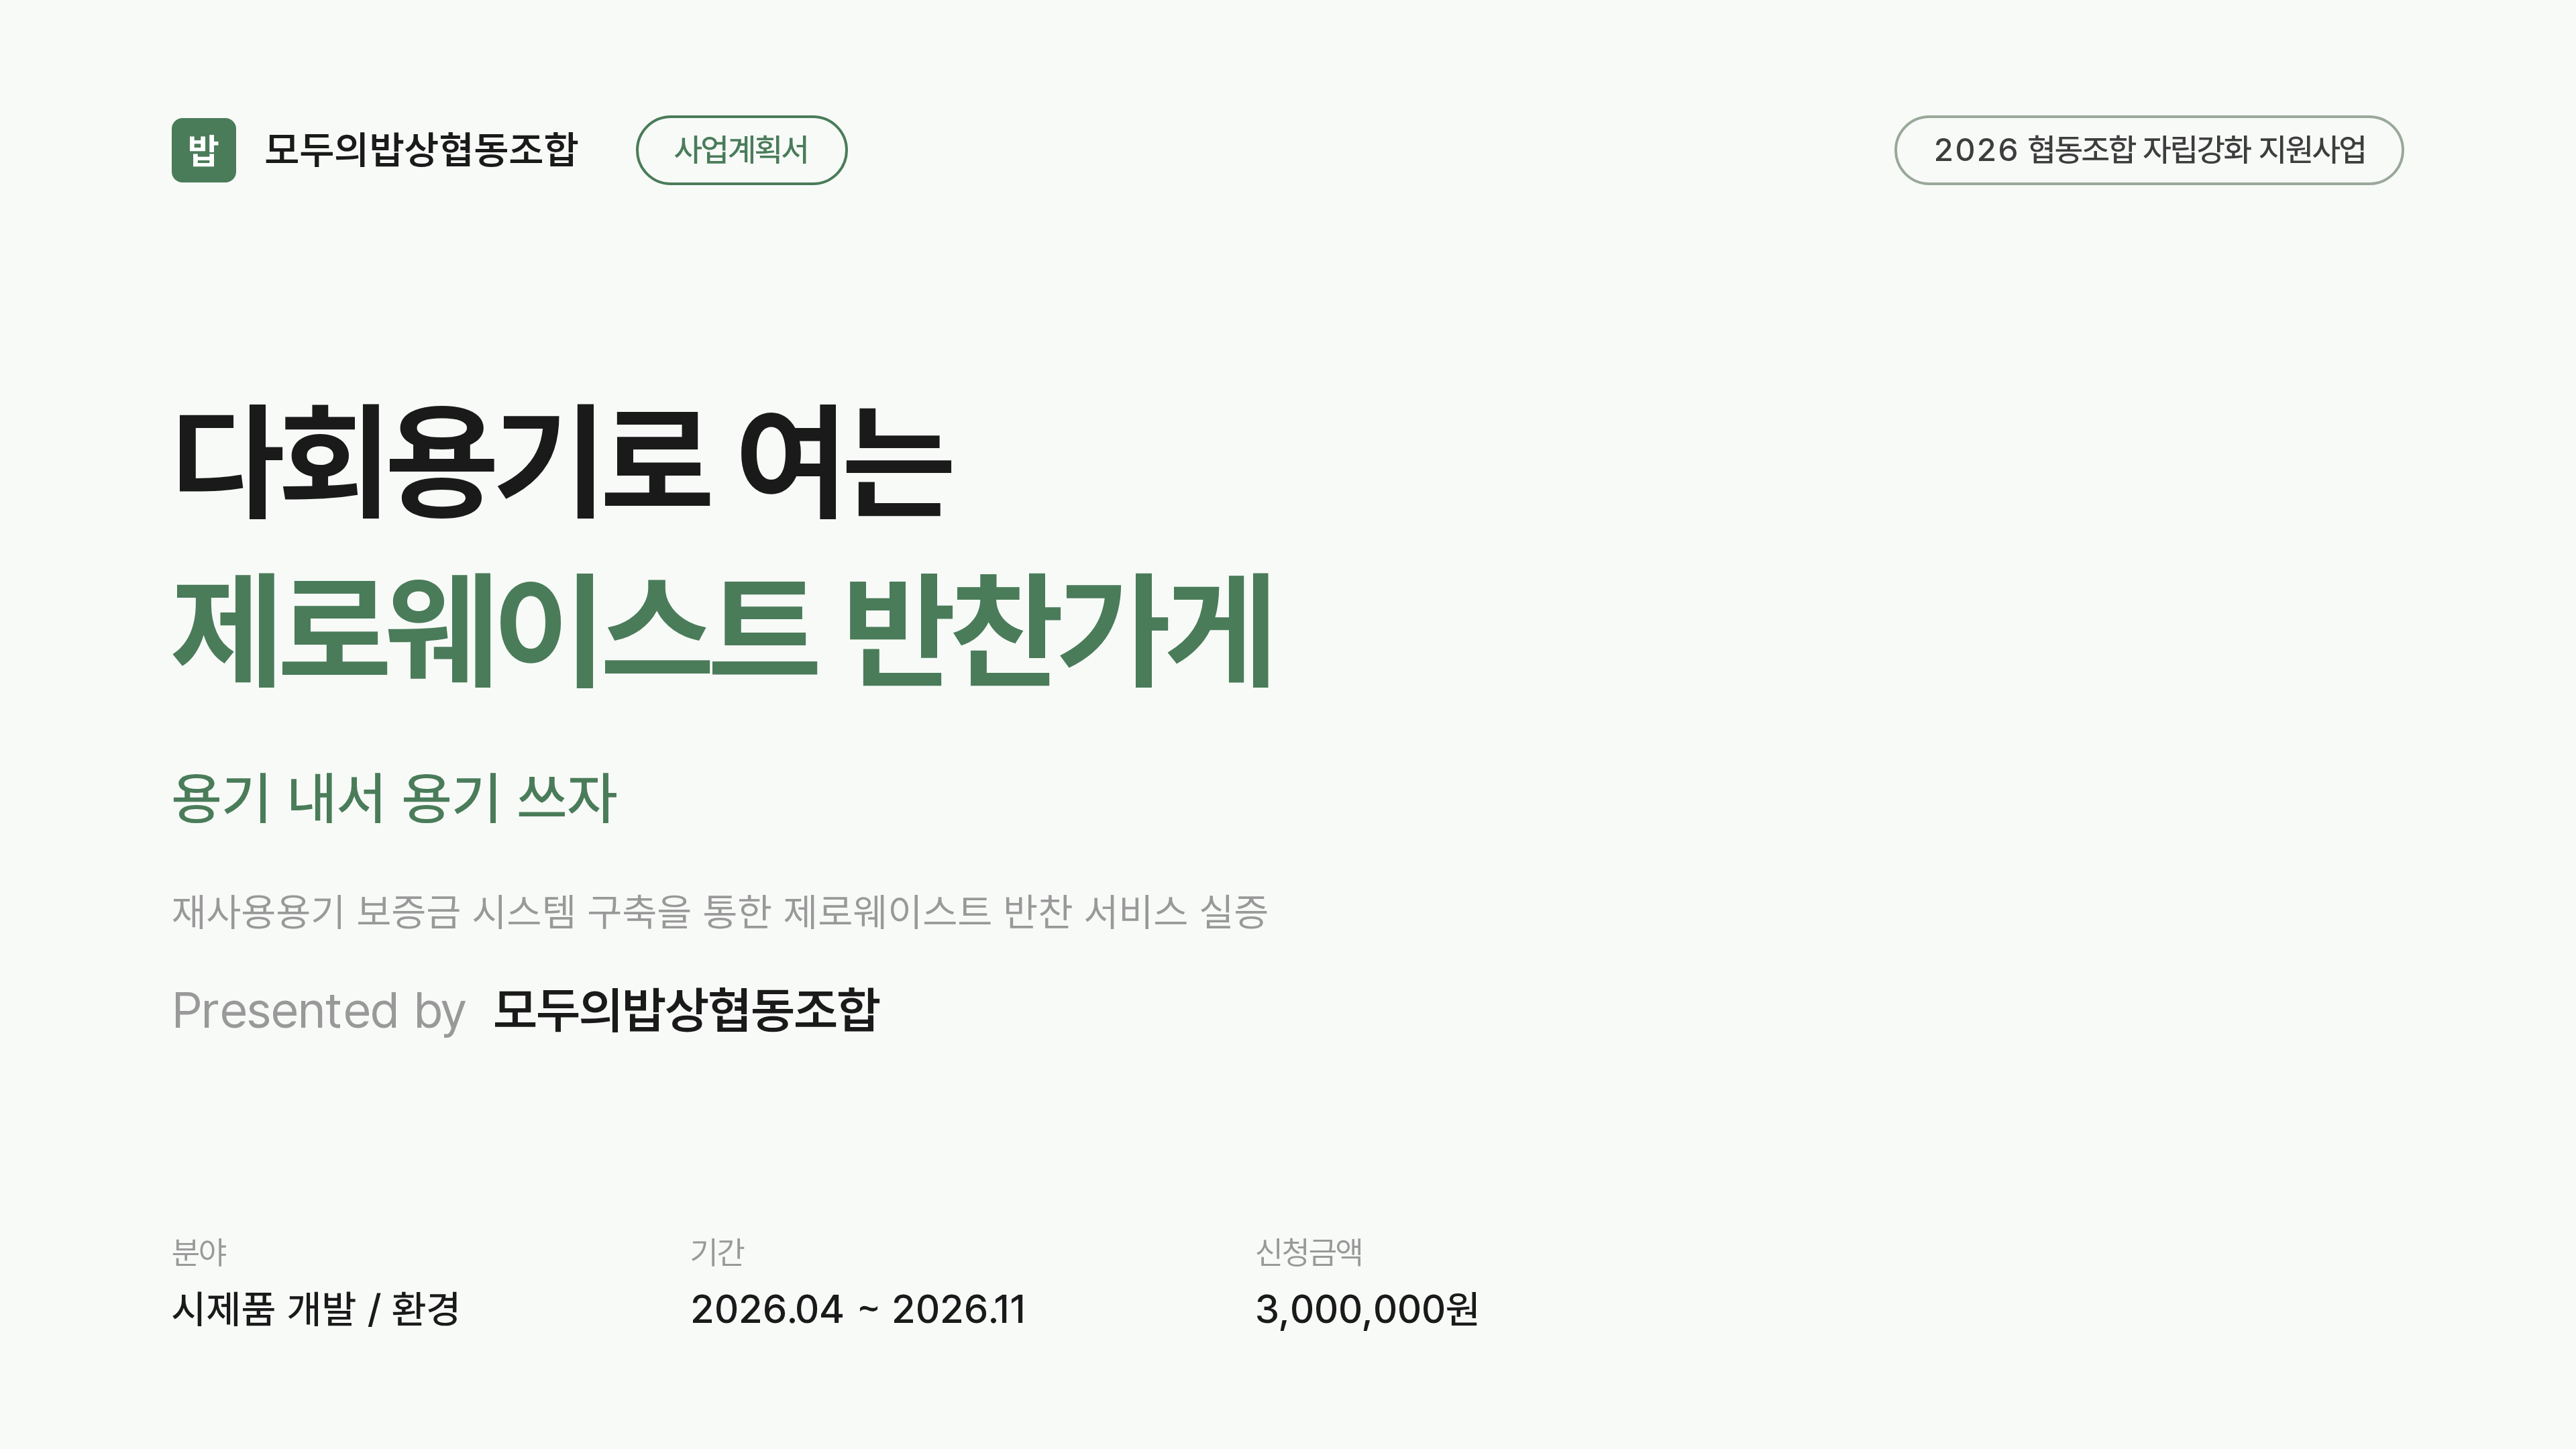 밥 모두의밥상협동조합 사업계획서 2026 협동조합 자립강화 지원사업
다회용기로 여는
제로웨이스트 반찬가게
용기 내서 용기 쓰자
재사용용기 보증금 시스템 구축을 통한 제로웨이스트 반찬 서비스 실증
Presented by 모두의밥상협동조합
분야 기간 신청금액
시제품 개발 / 환경 2026.04 ~ 2026.11 3,000,000원